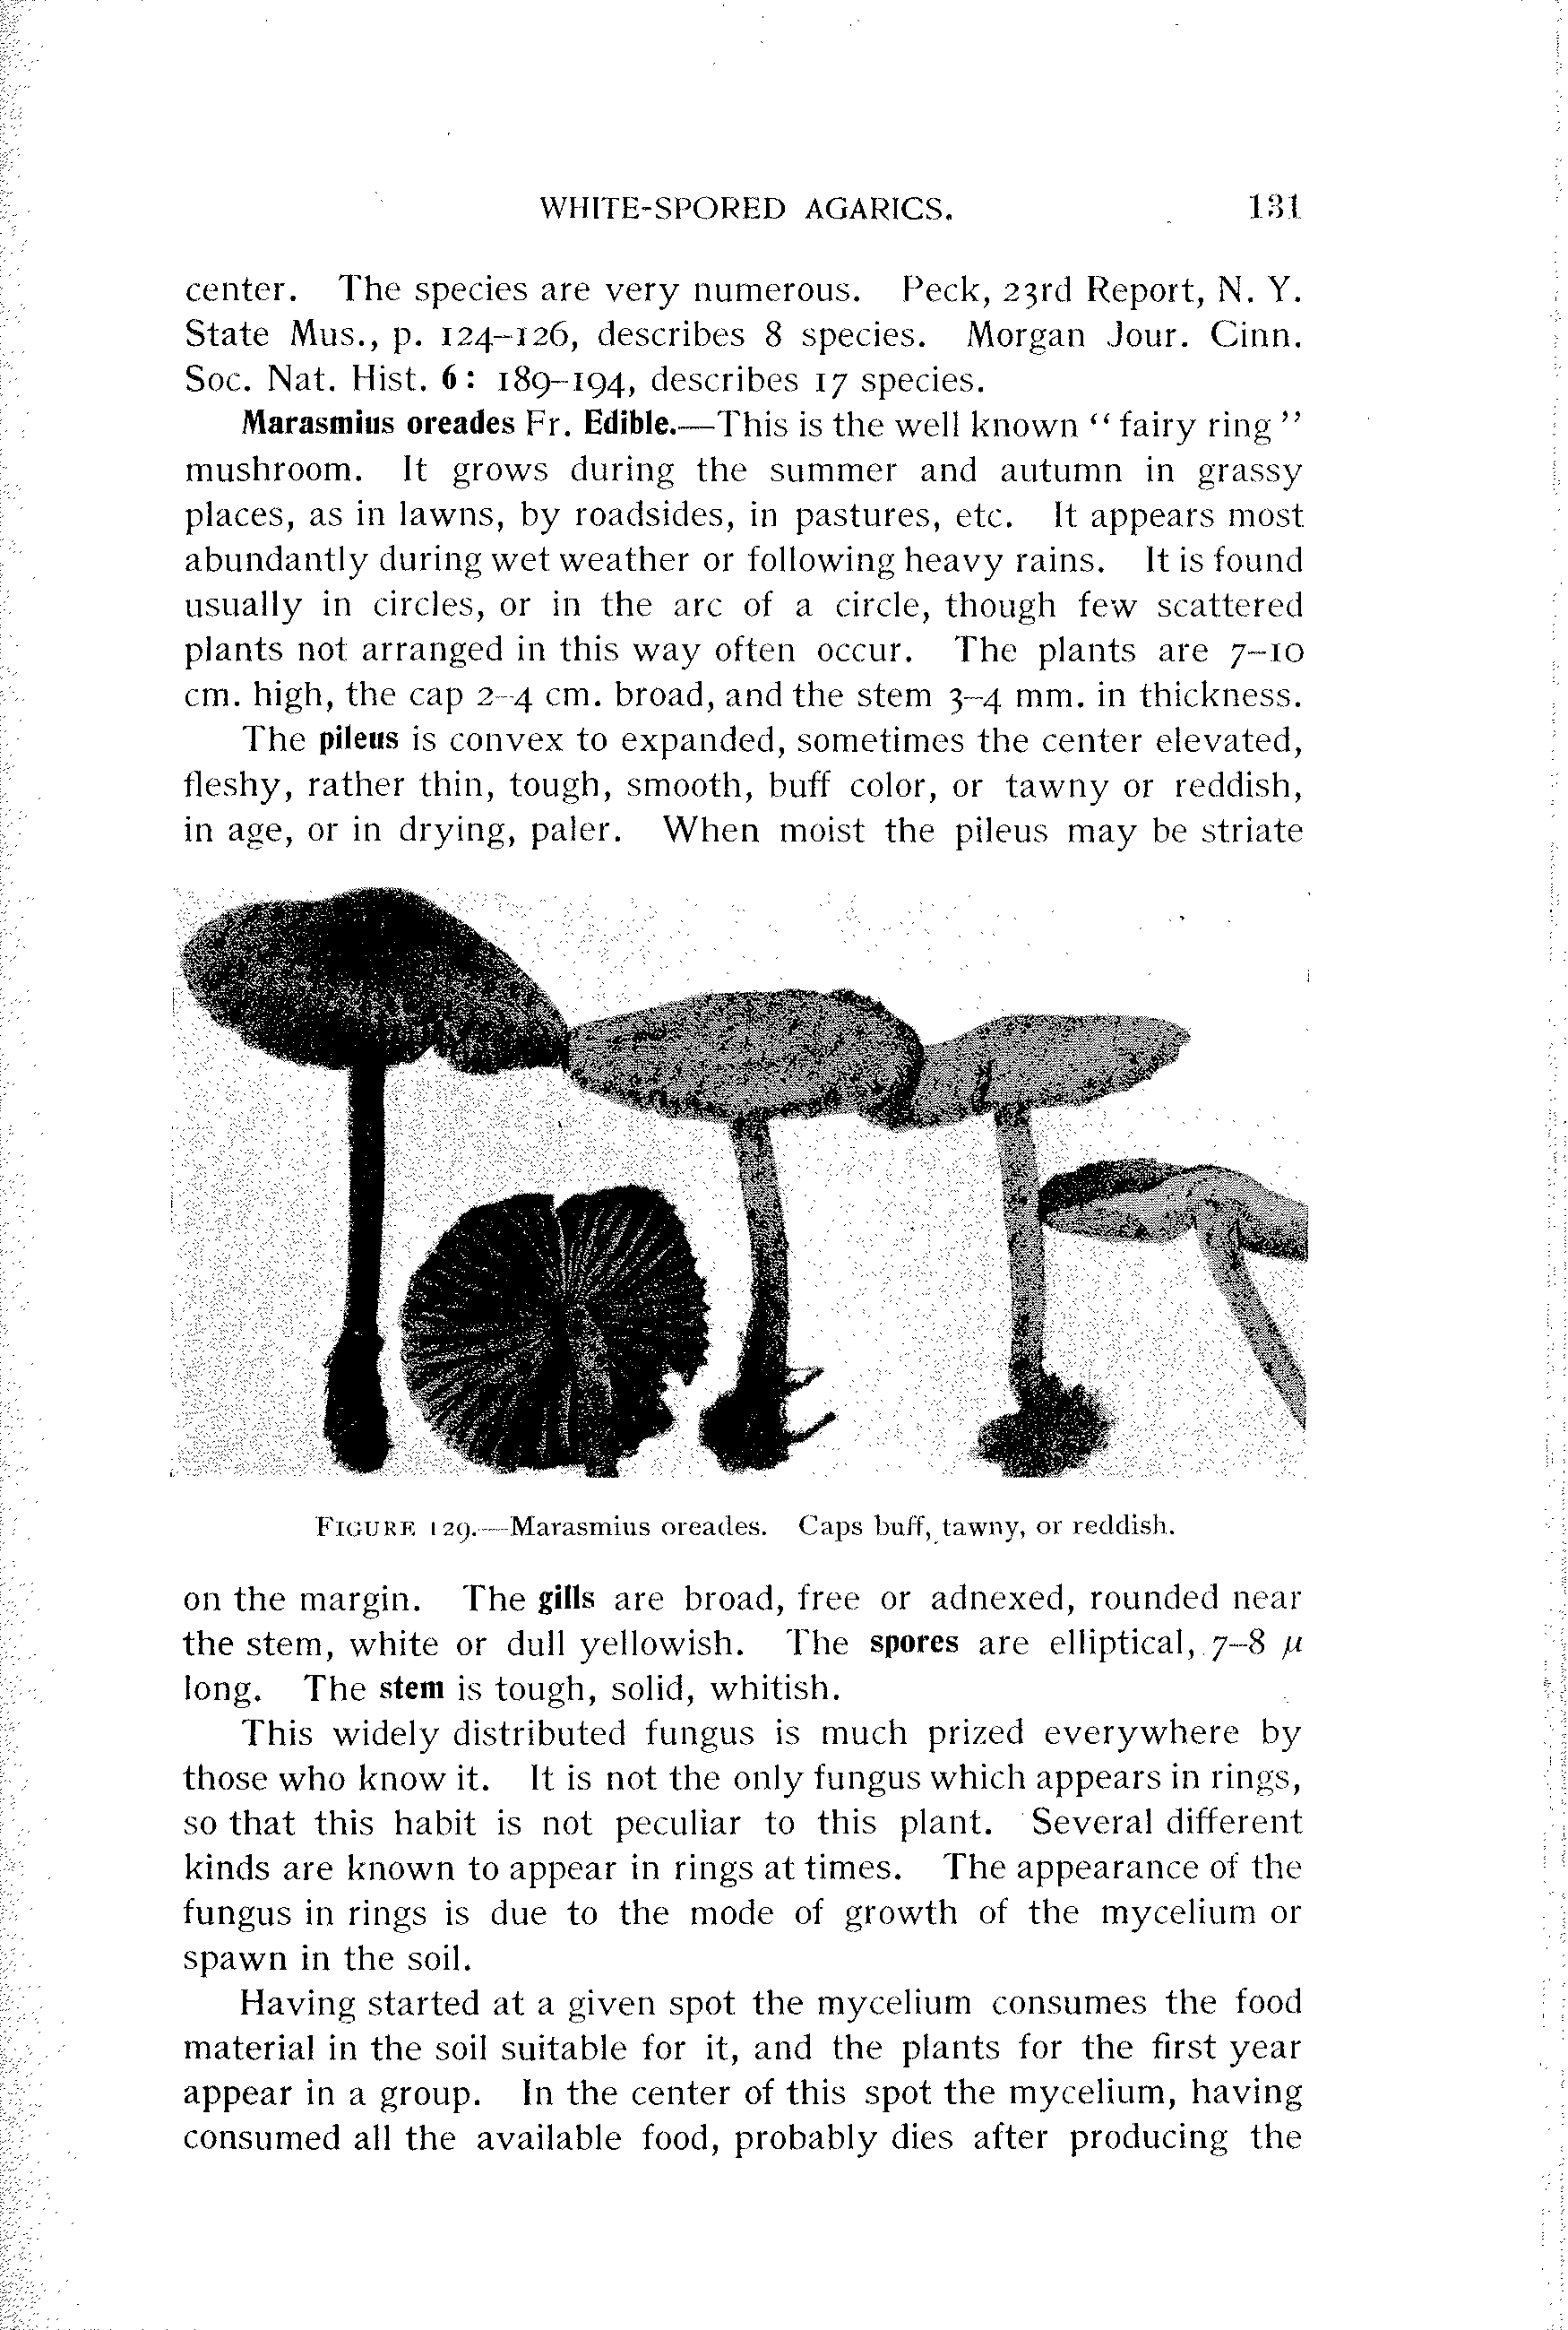 WHITE-SPORED AGARICS. 131
center. The species are very numerous. Peck, 23rd Report, N. Y.
State Mus., p. 124–126, describes 8 species. Morgan Jour. Cinn.
Soc. Nat. Hist. 6: 189–194, describes 17 species.
Marasmius oreades Fr. Edible.—This is the well known “fairy ring”
mushroom. It grows during the summer and autumn in grassy
places, as in lawns, by roadsides, in pastures, etc. It appears most
abundantly during wet weather or following heavy rains. It is found
usually in circles, or in the arc of a circle, though few scattered
plants not arranged in this way often occur. The plants are 7–10
cm. high, the cap 2–4 cm. broad, and the stem 3–4 mm. in thickness.
The pileus is convex to expanded, sometimes the center elevated,
fleshy, rather thin, tough, smooth, buff color, or tawny or reddish,
in age, or in drying, paler. When moist the pileus may be striate
FIGURE 129.—Marasmius oreades. Caps buff, tawny, or reddish.
on the margin. The gills are broad, free or adnexed, rounded near
the stem, white or dull yellowish. The spores are elliptical, 7–8 μ
long. The stem is tough, solid, whitish.
This widely distributed fungus is much prized everywhere by
those who know it. It is not the only fungus which appears in rings,
so that this habit is not peculiar to this plant. Several different
kinds are known to appear in rings at times. The appearance of the
fungus in rings is due to the mode of growth of the mycelium or
spawn in the soil.
Having started at a given spot the mycelium consumes the food
material in the soil suitable for it, and the plants for the first year
appear in a group. In the center of this spot the mycelium, having
consumed all the available food, probably dies after producing the